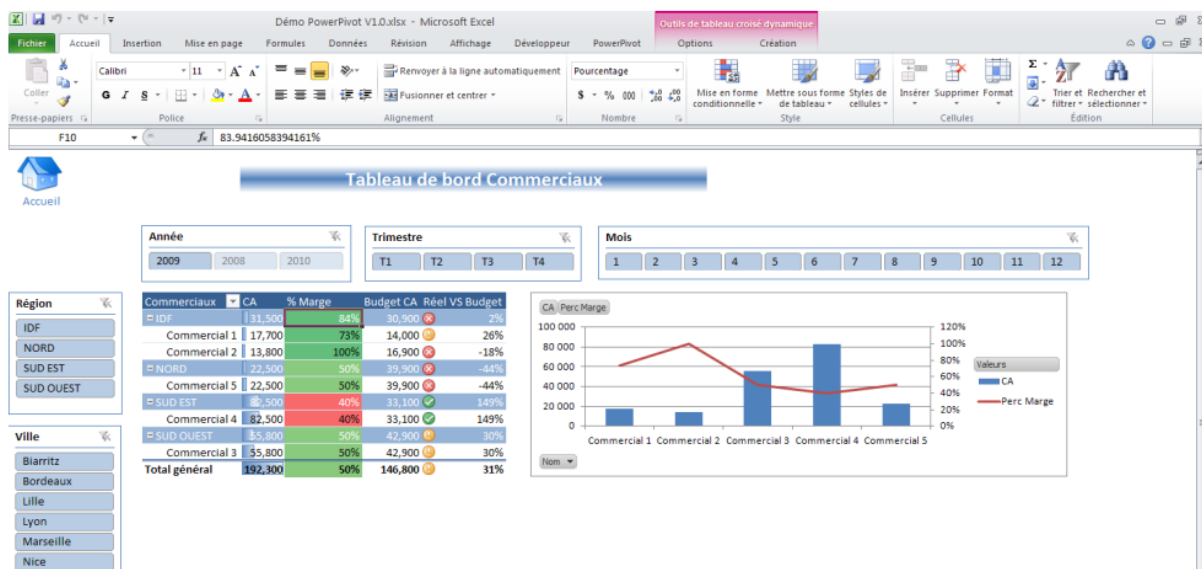 Démo PowerPivot V1.0.xlsx - Microsoft Excel
Outils de tableau croisé dynamique
Fichier Accueil Insertion Mise en page Formules Données Révision Affichage Développeur PowerPivot Options Création
Coller
Calibri 11 A A
Renvoyer à la ligne automatiquement
Pourcentage
G I S A
Fusionner et centrer
$ % 000
Mise en forme conditionnelle
Mettre sous forme de tableau
Styles de cellules
Insérer Supprimer Format
Trier et filtrer
Rechercher et sélectionner
Presse-papiers Police Alignement Nombre Style Cellules Édition
F10 fx 83.9416058394161%
Accueil
Tableau de bord Commerciaux
Année
2009 2008 2010
Trimestre
T1 T2 T3 T4
Mois
1 2 3 4 5 6 7 8 9 10 11 12
Région
IDF
NORD
SUD EST
SUD OUEST
Ville
Biarritz
Bordeaux
Lille
Lyon
Marseille
Nice
Commerciaux CA % Marge Budget CA Réel VS Budget
IDF 31,500 84% 30,900 2%
Commercial 1 17,700 73% 14,000 26%
Commercial 2 13,800 100% 16,900 -18%
NORD 22,500 50% 39,900 -44%
Commercial 5 22,500 50% 39,900 -44%
SUD EST 82,500 40% 33,100 149%
Commercial 4 82,500 40% 33,100 149%
SUD OUEST 55,800 50% 42,900 30%
Commercial 3 55,800 50% 42,900 30%
Total général 192,300 50% 146,800 31%
CA Perc Marge
100 000 120%
80 000 100%
60 000 80%
40 000 60%
20 000 40%
0 20%
0%
Valeurs
CA
Perc Marge
Commercial 1 Commercial 2 Commercial 3 Commercial 4 Commercial 5
Nom